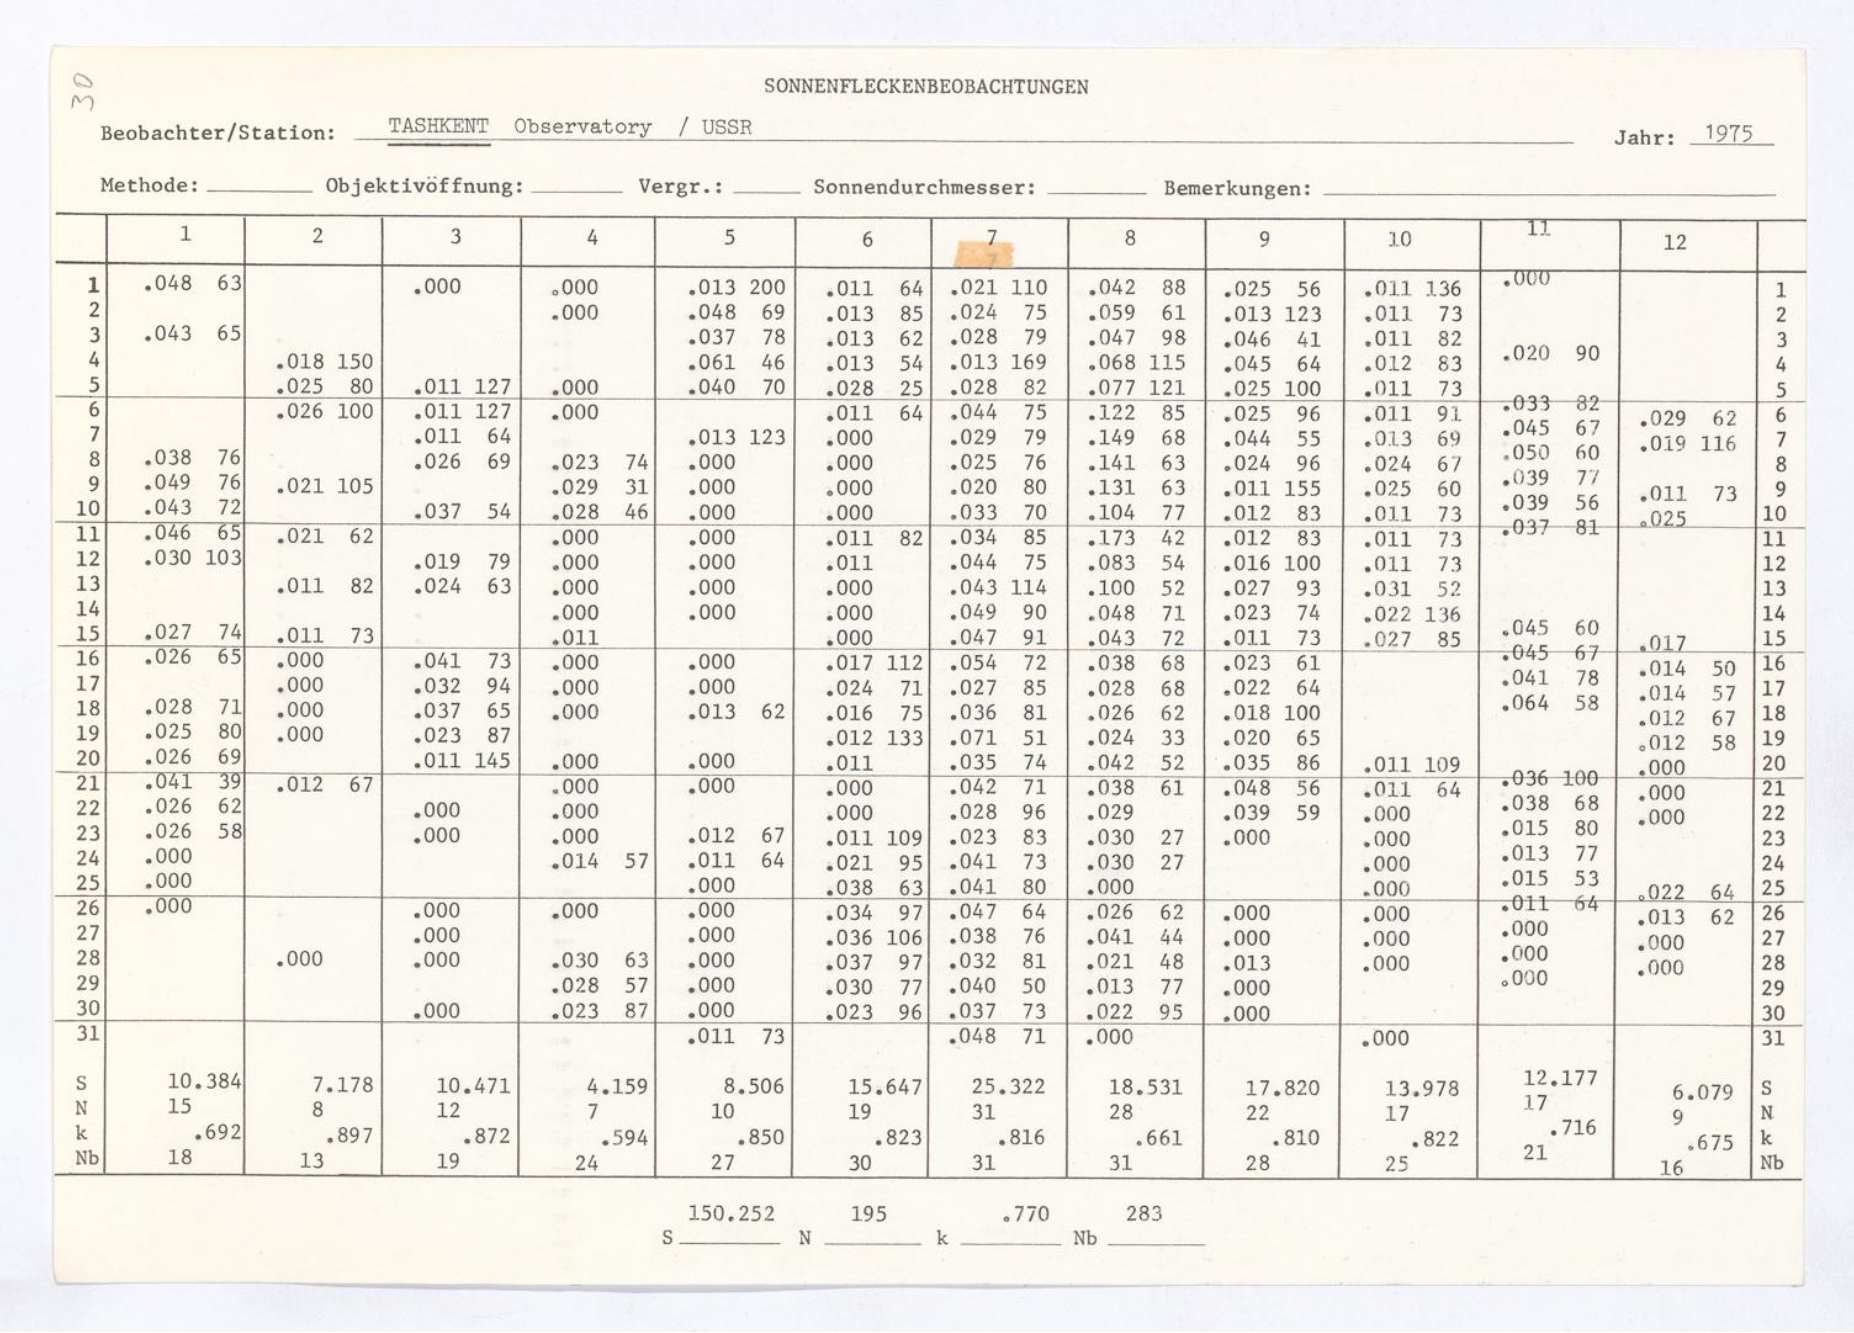 30
SONNENFLECKENBEOBACHTUNGEN
Beobachter/Station: TASHKENT Observatory / USSR Jahr: 1975
Methode: Objektivöffnung: Vergr.: Sonnendurchmesser: Bemerkungen:
1 2 3 4 5 6 7 8 9 10 11 12
7
1 .048 63 .000 .000 .013 200 .011 64 .021 110 .042 88 .025 56 .011 136 .000 1
2 .000 .048 69 .013 85 .024 75 .059 61 .013 123 .011 73 2
3 .043 65 .037 78 .013 62 .028 79 .047 98 .046 41 .011 82 3
4 .018 150 .061 46 .013 54 .013 169 .068 115 .045 64 .012 83 .020 90 4
5 .025 80 .011 127 .000 .040 70 .028 25 .028 82 .077 121 .025 100 .011 73 5
6 .026 100 .011 127 .000 .011 64 .044 75 .122 85 .025 96 .011 91 .033 82 .029 62 6
7 .011 64 .013 123 .000 .029 79 .149 68 .044 55 .013 69 .045 67 .019 116 7
8 .038 76 .026 69 .023 74 .000 .000 .025 76 .141 63 .024 96 .024 67 .050 60 8
9 .049 76 .021 105 .029 31 .000 .000 .020 80 .131 63 .011 155 .025 60 .039 77 .011 73 9
10 .043 72 .037 54 .028 46 .000 .000 .033 70 .104 77 .012 83 .011 73 .039 56 .025 10
11 .046 65 .021 62 .000 .000 .011 82 .034 85 .173 42 .012 83 .011 73 .037 81 11
12 .030 103 .019 79 .000 .000 .011 .044 75 .083 54 .016 100 .011 73 12
13 .011 82 .024 63 .000 .000 .000 .043 114 .100 52 .027 93 .031 52 13
14 .000 .000 .000 .049 90 .048 71 .023 74 .022 136 14
15 .027 74 .011 73 .011 .000 .047 91 .043 72 .011 73 .027 85 .045 60 .017 15
16 .026 65 .000 .041 73 .000 .000 .017 112 .054 72 .038 68 .023 61 .045 67 .014 50 16
17 .000 .032 94 .000 .000 .024 71 .027 85 .028 68 .022 64 .041 78 .014 57 17
18 .028 71 .000 .037 65 .000 .013 62 .016 75 .036 81 .026 62 .018 100 .064 58 .012 67 18
19 .025 80 .000 .023 87 .012 133 .071 51 .024 33 .020 65 .012 58 19
20 .026 69 .011 145 .000 .000 .011 .035 74 .042 52 .035 86 .011 109 .000 20
21 .041 39 .012 67 .000 .000 .000 .042 71 .038 61 .048 56 .011 64 .036 100 .000 21
22 .026 62 .000 .000 .000 .028 96 .029 .039 59 .000 .038 68 .000 22
23 .026 58 .000 .000 .012 67 .011 109 .023 83 .030 27 .000 .000 .015 80 23
24 .000 .014 57 .011 64 .021 95 .041 73 .030 27 .000 .013 77 24
25 .000 .000 .038 63 .041 80 .000 .000 .015 53 .022 64 25
26 .000 .000 .000 .000 .034 97 .047 64 .026 62 .000 .000 .011 64 .013 62 26
27 .000 .000 .036 106 .038 76 .041 44 .000 .000 .000 .000 27
28 .000 .000 .030 63 .000 .037 97 .032 81 .021 48 .013 .000 .000 .000 28
29 .028 57 .000 .030 77 .040 50 .013 77 .000 .000 29
30 .000 .023 87 .000 .023 96 .037 73 .022 95 .000 30
31 .011 73 .048 71 .000 .000 31
S 10.384 7.178 10.471 4.159 8.506 15.647 25.322 18.531 17.820 13.978 12.177 6.079 S
N 15 8 12 7 10 19 31 28 22 17 17 9 N
k .692 .897 .872 .594 .850 .823 .816 .661 .810 .822 .716 .675 k
Nb 18 13 19 24 27 30 31 31 28 25 21 16 Nb
S 150.252 N 195 k .770 Nb 283